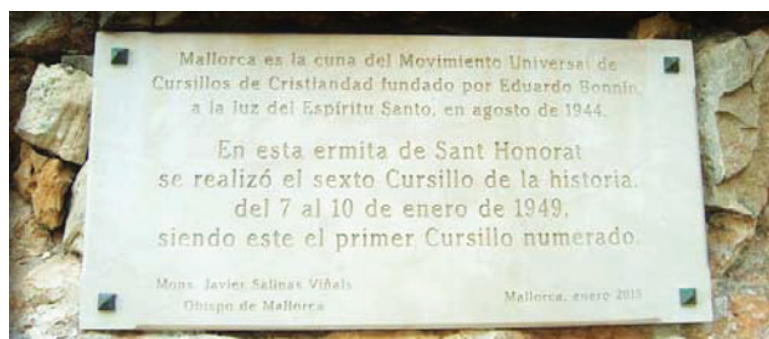 Mallorca es la cuna del Movimiento Universal de
Cursillos de Cristiandad fundado por Eduardo Bonnín,
a la luz del Espíritu Santo, en agosto de 1944.
En esta ermita de Sant Honorat
se realizó el sexto Cursillo de la historia,
del 7 al 10 de enero de 1949,
siendo este el primer Cursillo numerado.
Mons. Javier Salinas Viñals
Obispo de Mallorca
Mallorca, enero 2015